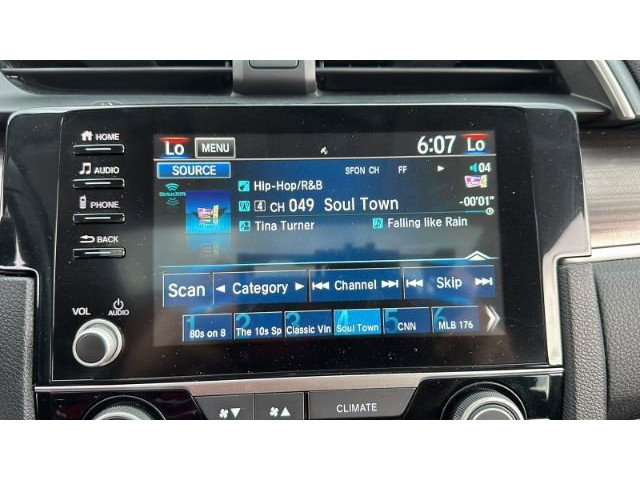 HOME
AUDIO
PHONE
BACK
VOL
AUDIO
Lo MENU 6:07 Lo
SOURCE SFON CH FF 04
Hip-Hop/R&B
4 CH 049 Soul Town -00'01"
Tina Turner Falling like Rain
Scan Category Channel Skip
1 80s on 8
2 The 10s Sp
3 Classic Vin
4 Soul Town
5 CNN
6 MLB 176
CLIMATE